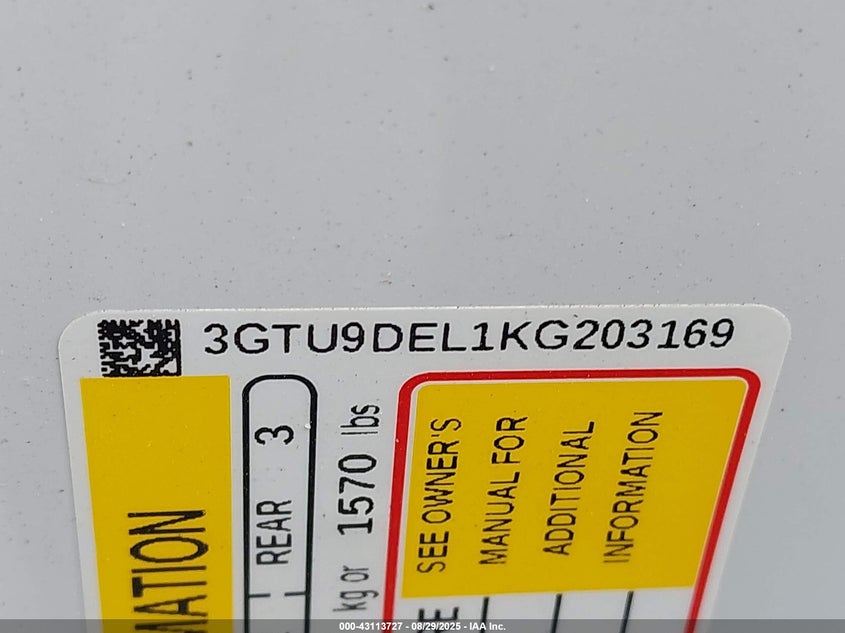 3GTU9DEL1KG203169
MATION
REAR 3
kg or 1570 lbs
SEE OWNER'S
MANUAL FOR
ADDITIONAL
INFORMATION
000-43113727 - 08/29/2025 - IAA Inc.